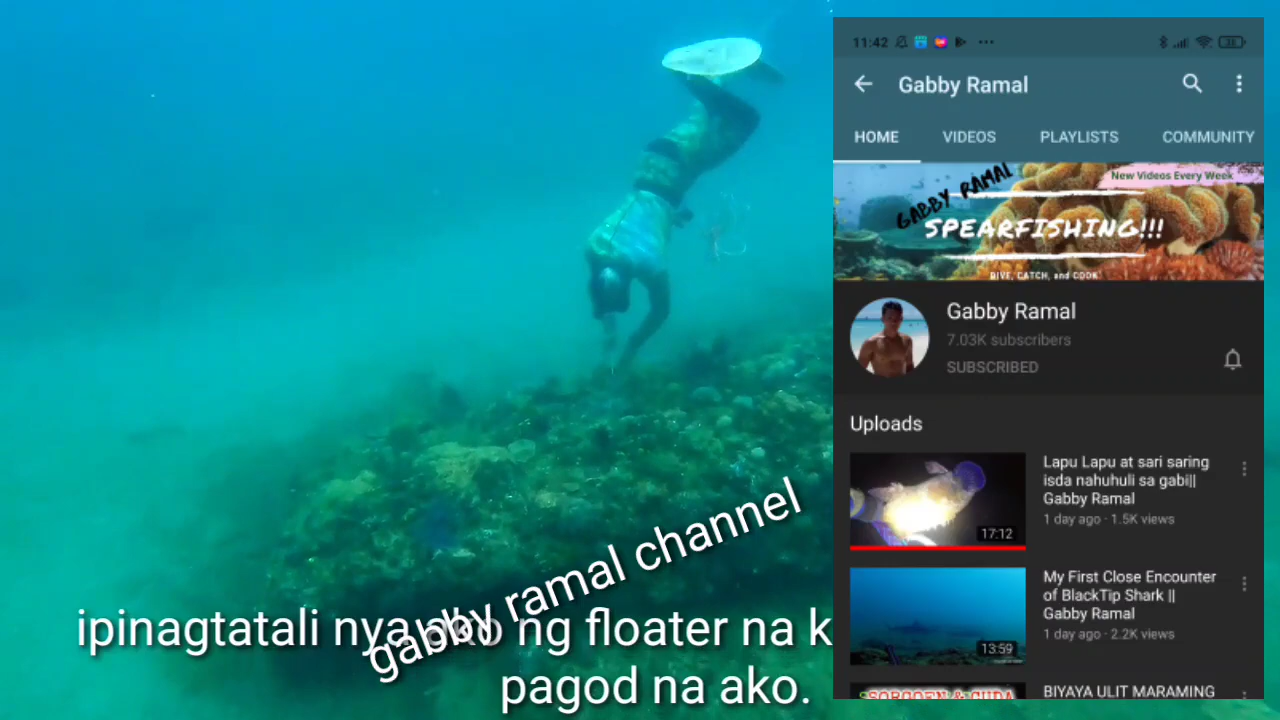 11:42
38
Gabby Ramal
HOME VIDEOS PLAYLISTS COMMUNITY
New Videos Every Week
GABBY RAMAL
SPEARFISHING!!!
DIVE, CATCH, and COOK
Gabby Ramal
7.03K subscribers
SUBSCRIBED
Uploads
Lapu Lapu at sari saring
isda nahuhuli sa gabi||
Gabby Ramal
1 day ago · 1.5K views
17:12
My First Close Encounter
of BlackTip Shark ||
Gabby Ramal
1 day ago · 2.2K views
13:59
BIYAYA ULIT MARAMING
gabby ramal channel
ipinagtatali nya ako ng floater na k
pagod na ako.